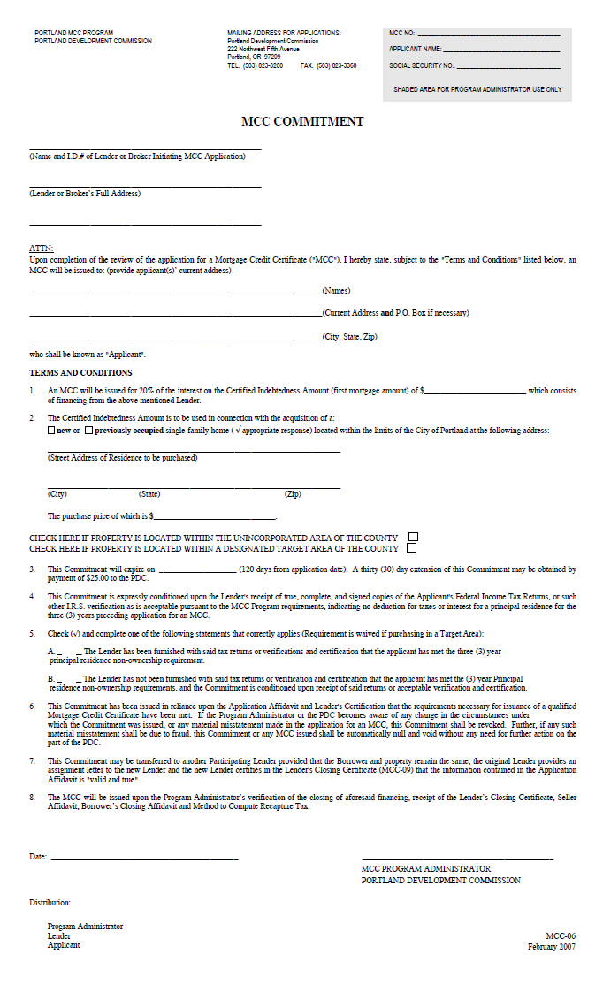 PORTLAND MCC PROGRAM
PORTLAND DEVELOPMENT COMMISSION
MAILING ADDRESS FOR APPLICATIONS:
Portland Development Commission
222 Northwest Fifth Avenue
Portland, OR 97209
TEL: (503) 823-3200 FAX: (503) 823-3368
MCC NO: ____________________
APPLICANT NAME: ____________________
SOCIAL SECURITY NO.: ____________________
SHADED AREA FOR PROGRAM ADMINISTRATOR USE ONLY
MCC COMMITMENT
(Name and I.D.# of Lender or Broker Initiating MCC Application)
(Lender or Broker's Full Address)
ATTN:
Upon completion of the review of the application for a Mortgage Credit Certificate ("MCC"), I hereby state, subject to the "Terms and Conditions" listed below, an
MCC will be issued to: (provide applicant(s)' current address)
____________________(Names)
____________________(Current Address and P.O. Box if necessary)
____________________(City, State, Zip)
who shall be known as "Applicant".
TERMS AND CONDITIONS
1. An MCC will be issued for 20% of the interest on the Certified Indebtedness Amount (first mortgage amount) of $____________________ which consists
of financing from the above mentioned Lender.
2. The Certified Indebtedness Amount is to be used in connection with the acquisition of a:
☐ new or ☐ previously occupied single-family home ( √ appropriate response) located within the limits of the City of Portland at the following address:
(Street Address of Residence to be purchased)
(City) (State) (Zip)
The purchase price of which is $____________________.
CHECK HERE IF PROPERTY IS LOCATED WITHIN THE UNINCORPORATED AREA OF THE COUNTY ☐
CHECK HERE IF PROPERTY IS LOCATED WITHIN A DESIGNATED TARGET AREA OF THE COUNTY ☐
3. This Commitment will expire on ____________________ (120 days from application date). A thirty (30) day extension of this Commitment may be obtained by
payment of $25.00 to the PDC.
4. This Commitment is expressly conditioned upon the Lender's receipt of true, complete, and signed copies of the Applicant's Federal Income Tax Returns, or such
other I.R.S. verification as is acceptable pursuant to the MCC Program requirements, indicating no deduction for taxes or interest for a principal residence for the
three (3) years preceding application for an MCC.
5. Check (√) and complete one of the following statements that correctly applies (Requirement is waived if purchasing in a Target Area):
A. _ _ The Lender has been furnished with said tax returns or verifications and certification that the applicant has met the three (3) year
principal residence non-ownership requirement.
B. _ _ The Lender has not been furnished with said tax returns or verification and certification that the applicant has met the (3) year Principal
residence non-ownership requirements, and the Commitment is conditioned upon receipt of said returns or acceptable verification and certification.
6. This Commitment has been issued in reliance upon the Application Affidavit and Lender's Certification that the requirements necessary for issuance of a qualified
Mortgage Credit Certificate have been met. If the Program Administrator or the PDC becomes aware of any change in the circumstances under
which the Commitment was issued, or any material misstatement made in the application for an MCC, this Commitment shall be revoked. Further, if any such
material misstatement shall be due to fraud, this Commitment or any MCC issued shall be automatically null and void without any need for further action on the
part of the PDC.
7. This Commitment may be transferred to another Participating Lender provided that the Borrower and property remain the same, the original Lender provides an
assignment letter to the new Lender and the new Lender certifies in the Lender's Closing Certificate (MCC-09) that the information contained in the Application
Affidavit is "valid and true".
8. The MCC will be issued upon the Program Administrator's verification of the closing of aforesaid financing, receipt of the Lender's Closing Certificate, Seller
Affidavit, Borrower's Closing Affidavit and Method to Compute Recapture Tax.
Date: ____________________
MCC PROGRAM ADMINISTRATOR
PORTLAND DEVELOPMENT COMMISSION
Distribution:
Program Administrator
Lender
Applicant
MCC-06
February 2007